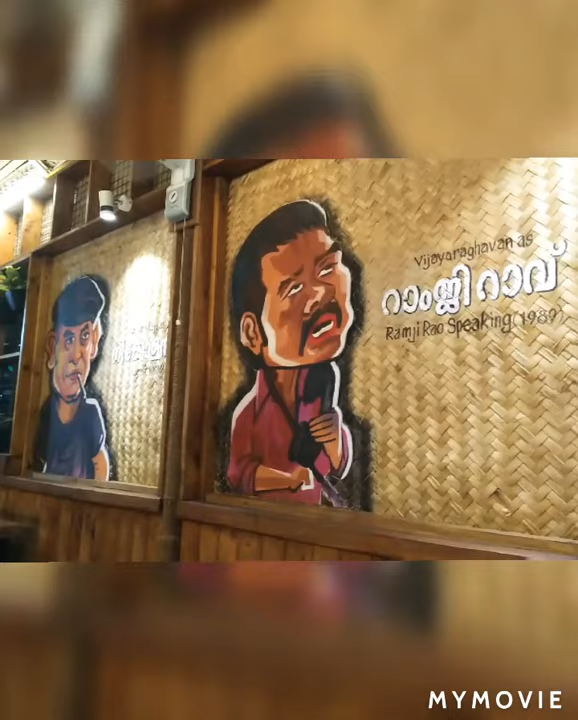 Vijayaraghavan as
റാംജി റാവ്
Ramji Rao Speaking(1989)
MYMOVIE